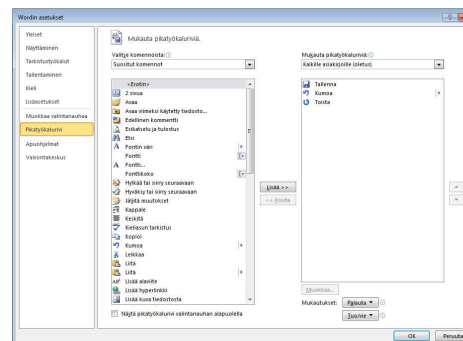 Wordin asetukset
Yleiset
Näyttäminen
Tarkistustyökalut
Tallentaminen
Kieli
Lisäasetukset
Muokkaa valintanauhaa
Pikatyökalurivi
Apuohjelmat
Valvontakeskus
Mukauta pikatyökaluriviä.
Valitse komennoista:
Suositut komennot
<Erotin>
2 sivua
Avaa
Avaa viimeksi käytetty tiedosto...
Edellinen kommentti
Esikatselu ja tulostus
Etsi
Fontin väri
Fontti
Fontti...
Fonttikoko
Hylkää tai siirry seuraavaan
Hyväksy tai siirry seuraavaan
Jäljitä muutokset
Kappale
Keskitä
Kieliasun tarkistus
Kopioi
Kumoa
Leikkaa
Liitä
Liitä
Lisää alaviite
Lisää hyperlinkki
Lisää kuva tiedostosta
Näytä pikatyökalurivi valintanauhan alapuolella
Lisää >>
<< Poista
Mukauta pikatyökaluriviä:
Kaikille asiakirjoille (oletus)
Tallenna
Kumoa
Toista
Muokkaa...
Mukautukset:
Palauta
Tuo/vie
OK
Peruuta